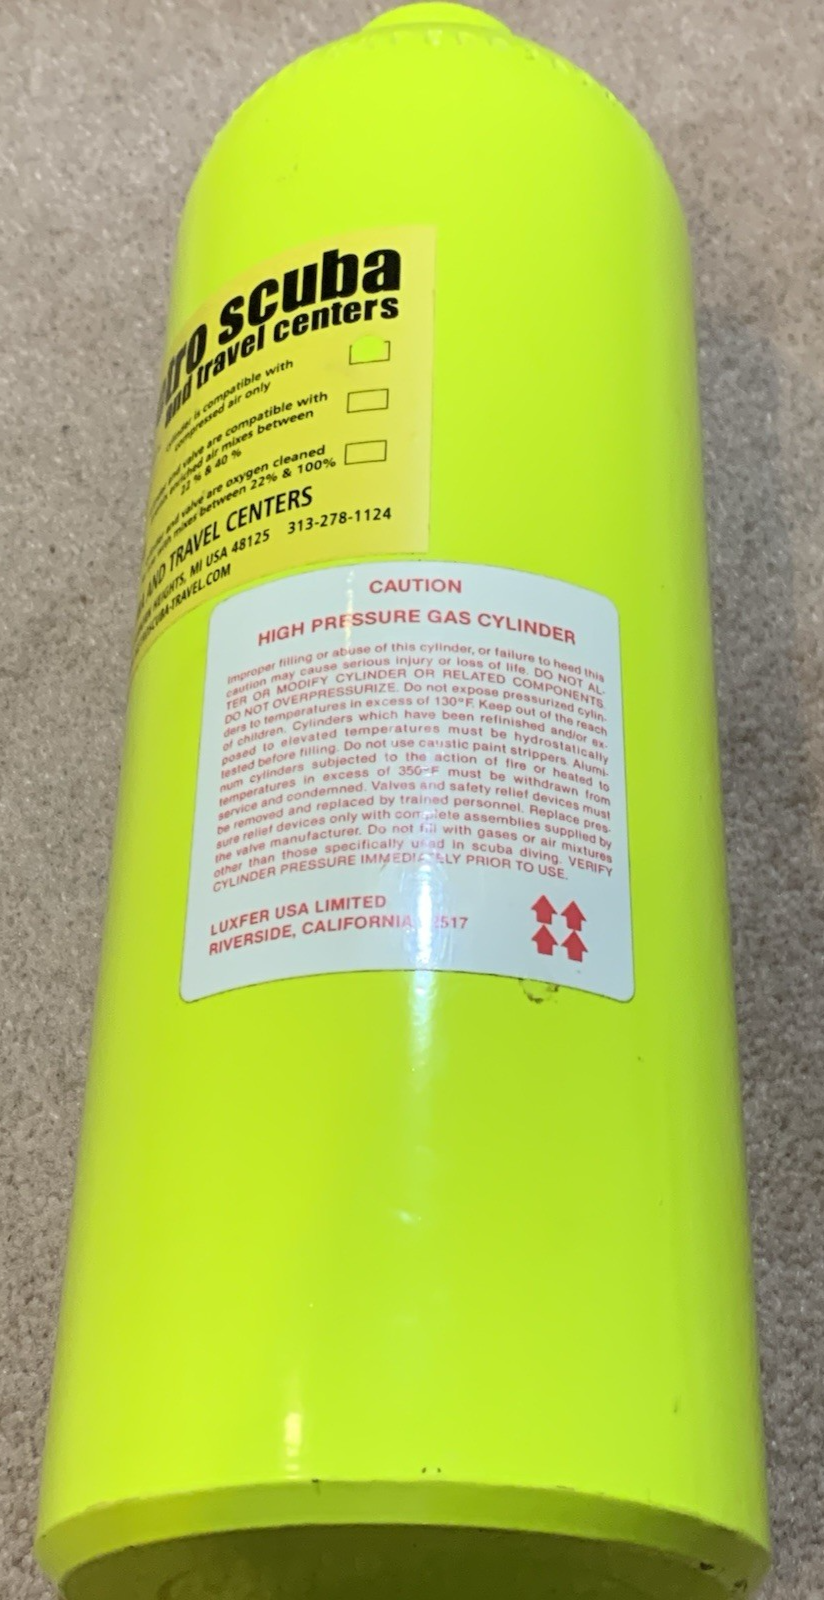 scuba
and travel centers
cylinder is compatible with
compressed air only
and valve are compatible with
enriched air mixes between
22 % & 40 %
and valve are oxygen cleaned
with mixes between 22% & 100%
AND TRAVEL CENTERS
HEIGHTS, MI USA 48125 313-278-1124
CAUTION
HIGH PRESSURE GAS CYLINDER
Improper filling or abuse of this cylinder, or failure to heed this
caution may cause serious injury or loss of life. DO NOT AL-
TER OR MODIFY CYLINDER OR RELATED COMPONENTS.
DO NOT OVERPRESSURIZE. Do not expose pressurized cylin-
ders to temperatures in excess of 130°F. Keep out of the reach
of children. Cylinders which have been refinished and/or ex-
posed to elevated temperatures must be hydrostatically
tested before filling. Do not use caustic paint strippers. Alumi-
num cylinders subjected to the action of fire or heated to
temperatures in excess of 350°F must be withdrawn from
service and condemned. Valves and safety relief devices must
be removed and replaced by trained personnel. Replace pres-
sure relief devices only with complete assemblies supplied by
the valve manufacturer. Do not fill with gases or air mixtures
other than those specifically used in scuba diving. VERIFY
CYLINDER PRESSURE IMMEDIATELY PRIOR TO USE.
LUXFER USA LIMITED
RIVERSIDE, CALIFORNIA